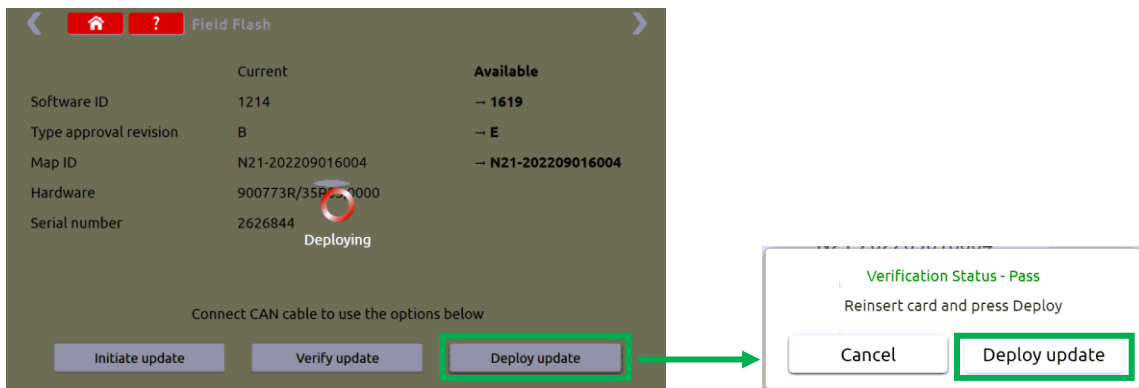 ? Field Flash
Current Available
Software ID 1214 → 1619
Type approval revision B → E
Map ID N21-202209016004 → N21-202209016004
Hardware
Serial number 2626844
Deploying
Connect CAN cable to use the options below
Initiate update Verify update Deploy update
Verification Status - Pass
Reinsert card and press Deploy
Cancel Deploy update